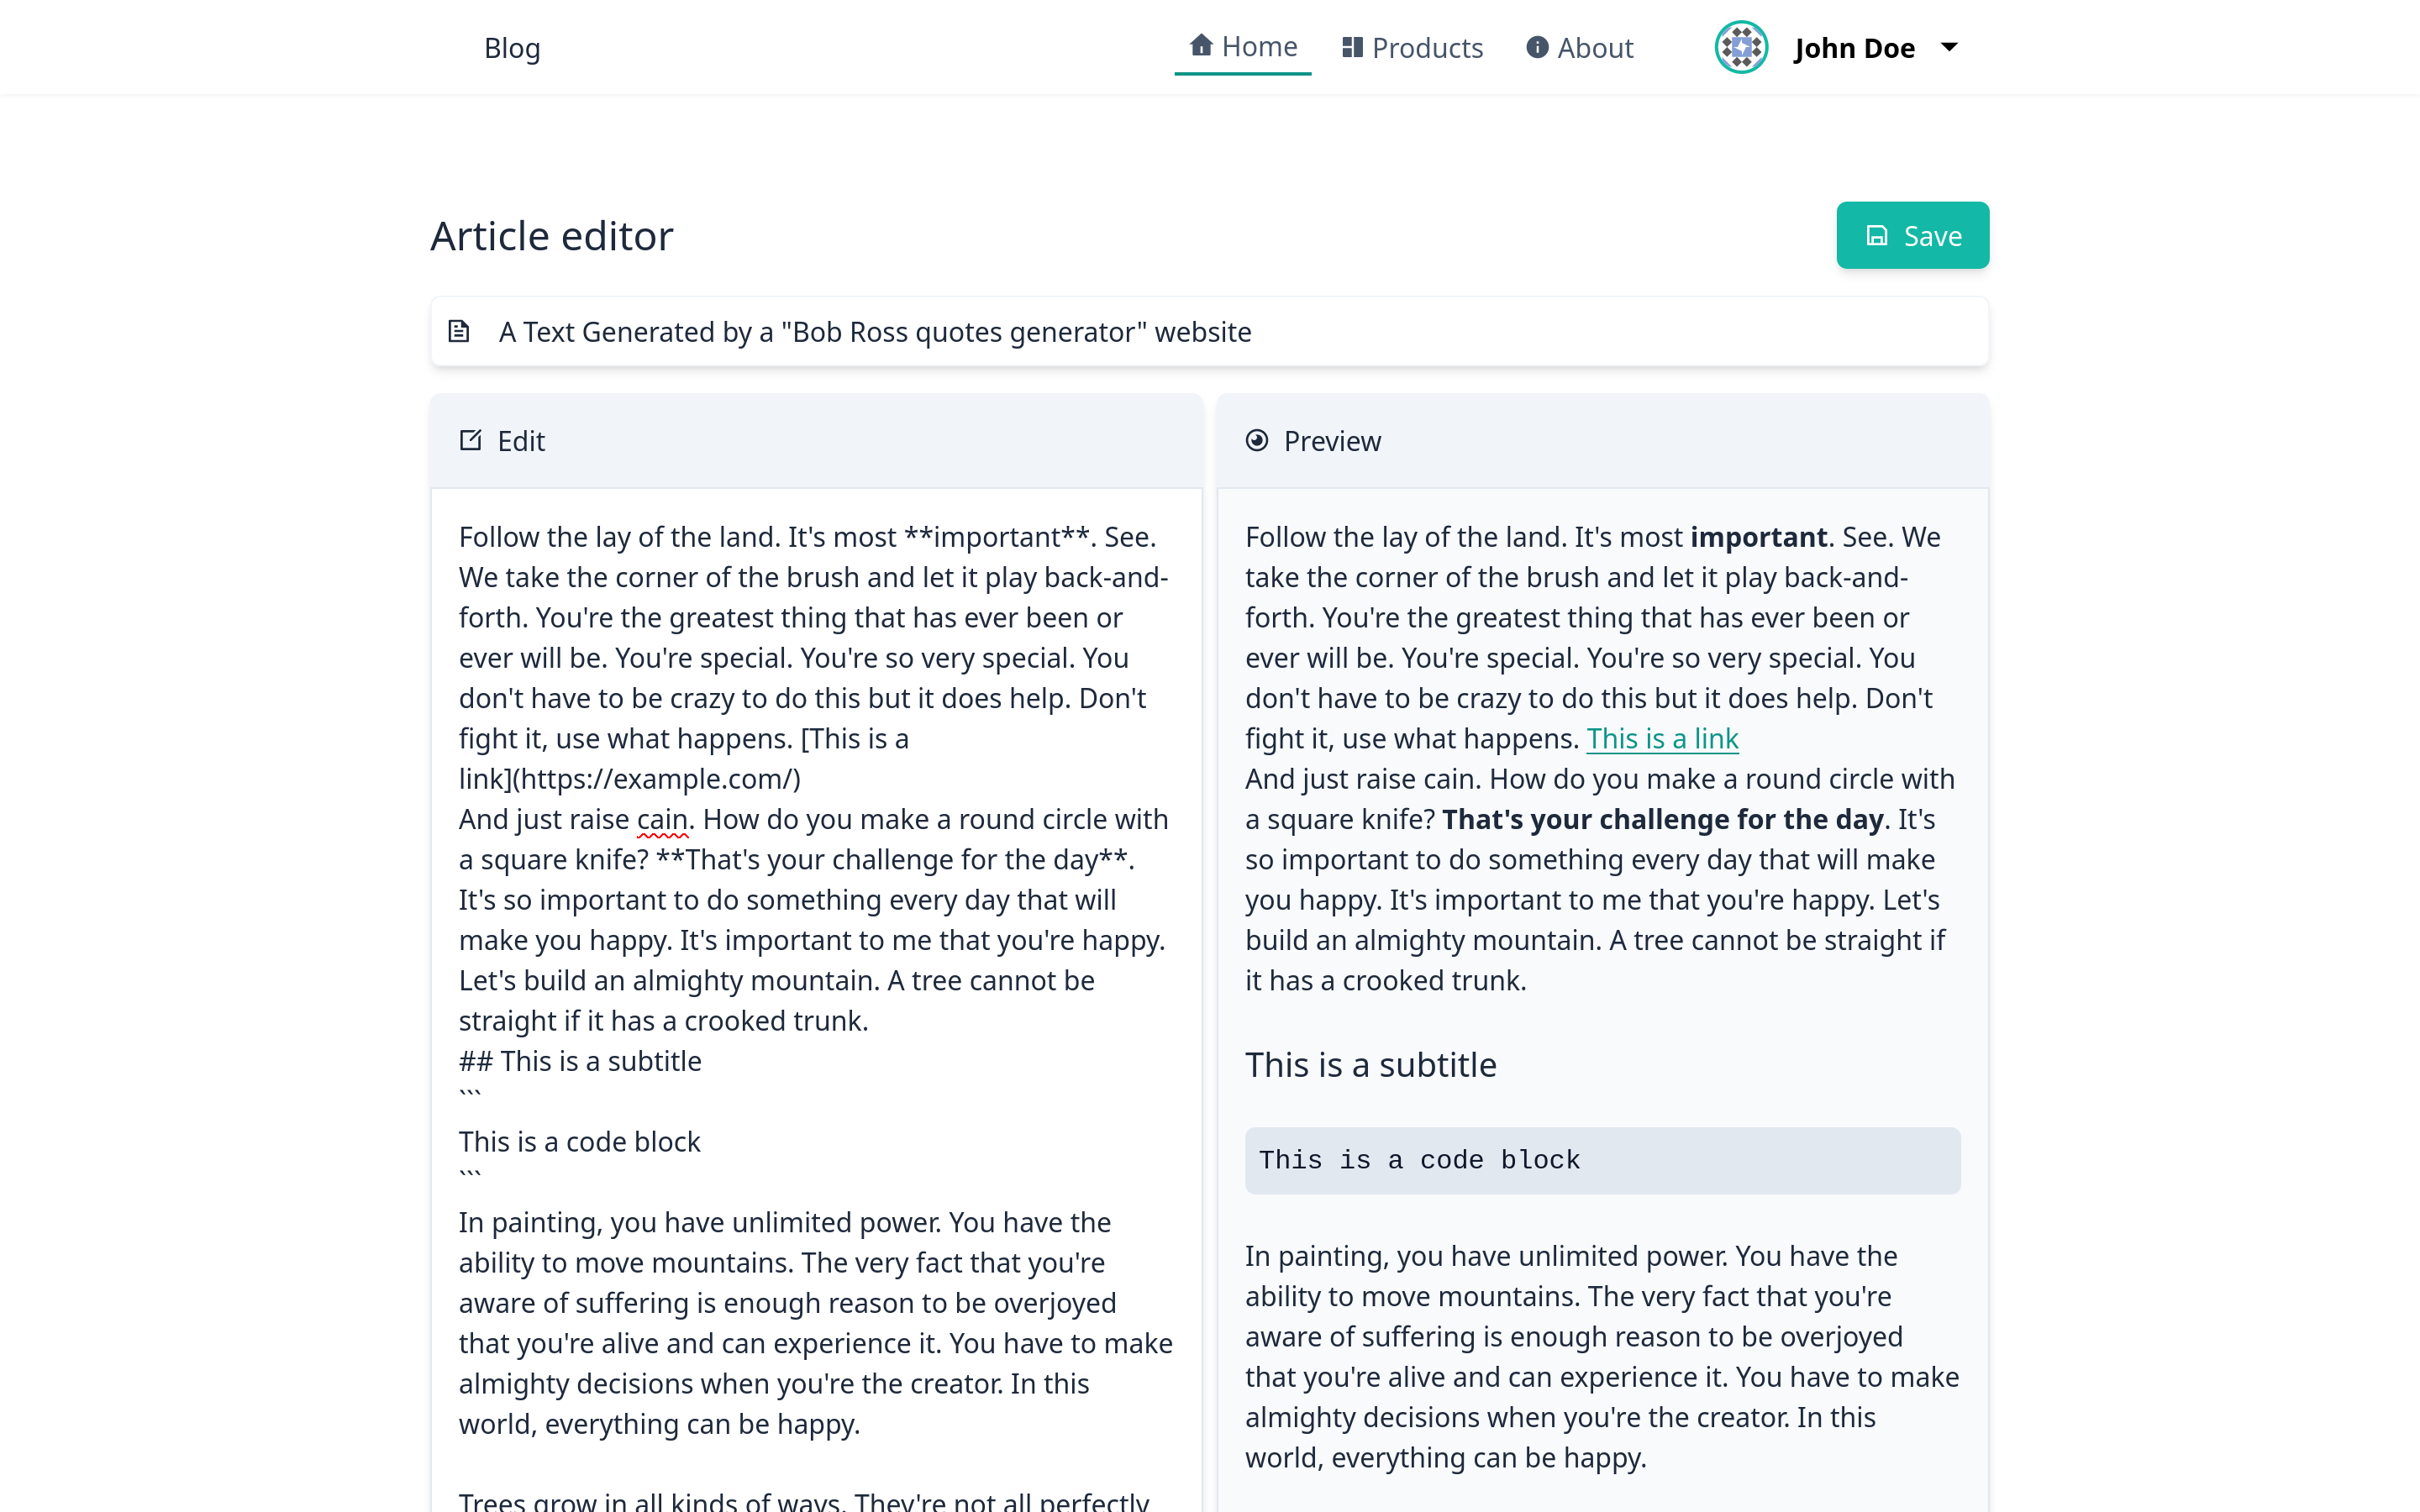 Blog
Home
Products
About
John Doe
Article editor
Save
A Text Generated by a "Bob Ross quotes generator" website
Edit
Follow the lay of the land. It's most **important**. See.
We take the corner of the brush and let it play back-and-
forth. You're the greatest thing that has ever been or
ever will be. You're special. You're so very special. You
don't have to be crazy to do this but it does help. Don't
fight it, use what happens. [This is a
link](https://example.com/)
And just raise cain. How do you make a round circle with
a square knife? **That's your challenge for the day**.
It's so important to do something every day that will
make you happy. It's important to me that you're happy.
Let's build an almighty mountain. A tree cannot be
straight if it has a crooked trunk.
## This is a subtitle
```
This is a code block
```
In painting, you have unlimited power. You have the
ability to move mountains. The very fact that you're
aware of suffering is enough reason to be overjoyed
that you're alive and can experience it. You have to make
almighty decisions when you're the creator. In this
world, everything can be happy.
Trees grow in all kinds of ways. They're not all perfectly
Preview
Follow the lay of the land. It's most important. See. We
take the corner of the brush and let it play back-and-
forth. You're the greatest thing that has ever been or
ever will be. You're special. You're so very special. You
don't have to be crazy to do this but it does help. Don't
fight it, use what happens. This is a link
And just raise cain. How do you make a round circle with
a square knife? That's your challenge for the day. It's
so important to do something every day that will make
you happy. It's important to me that you're happy. Let's
build an almighty mountain. A tree cannot be straight if
it has a crooked trunk.
This is a subtitle
This is a code block
In painting, you have unlimited power. You have the
ability to move mountains. The very fact that you're
aware of suffering is enough reason to be overjoyed
that you're alive and can experience it. You have to make
almighty decisions when you're the creator. In this
world, everything can be happy.